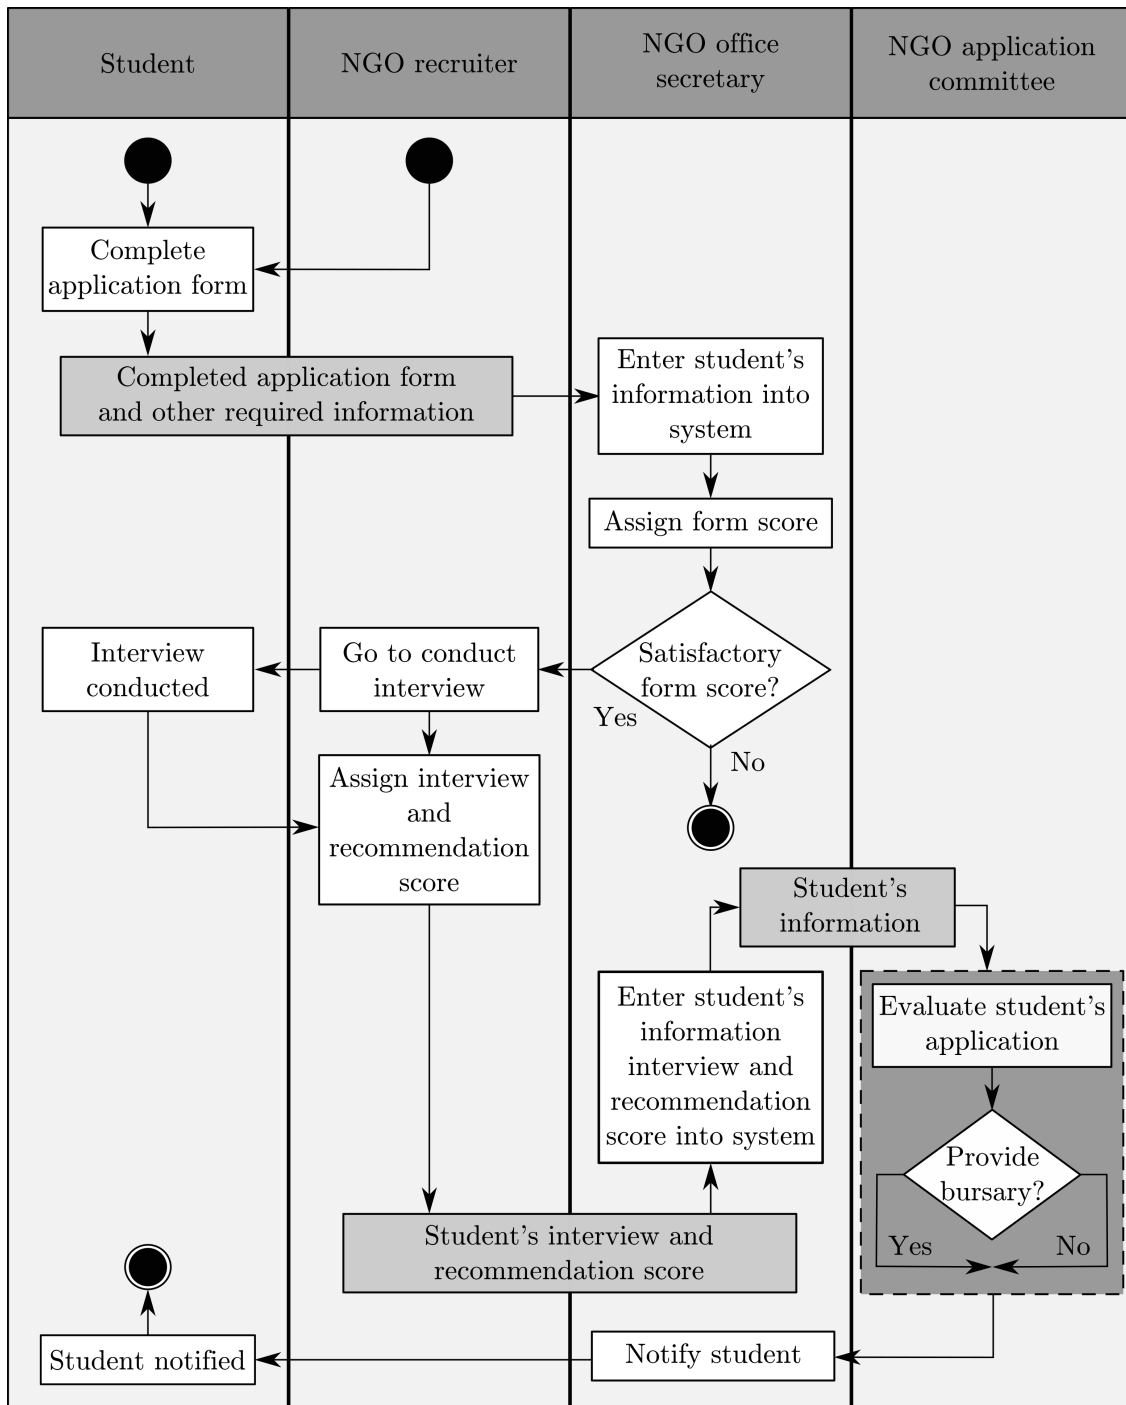 Student
NGO recruiter
NGO office
secretary
NGO application
committee
Complete
application form
Completed application form
and other required information
Enter student's
information into
system
Assign form score
Satisfactory
form score?
Yes
No
Go to conduct
interview
Interview
conducted
Assign interview
and
recommendation
score
Student's
information
Enter student's
information
interview and
recommendation
score into system
Evaluate student's
application
Provide
bursary?
Yes
No
Student's interview and
recommendation score
Notify student
Student notified